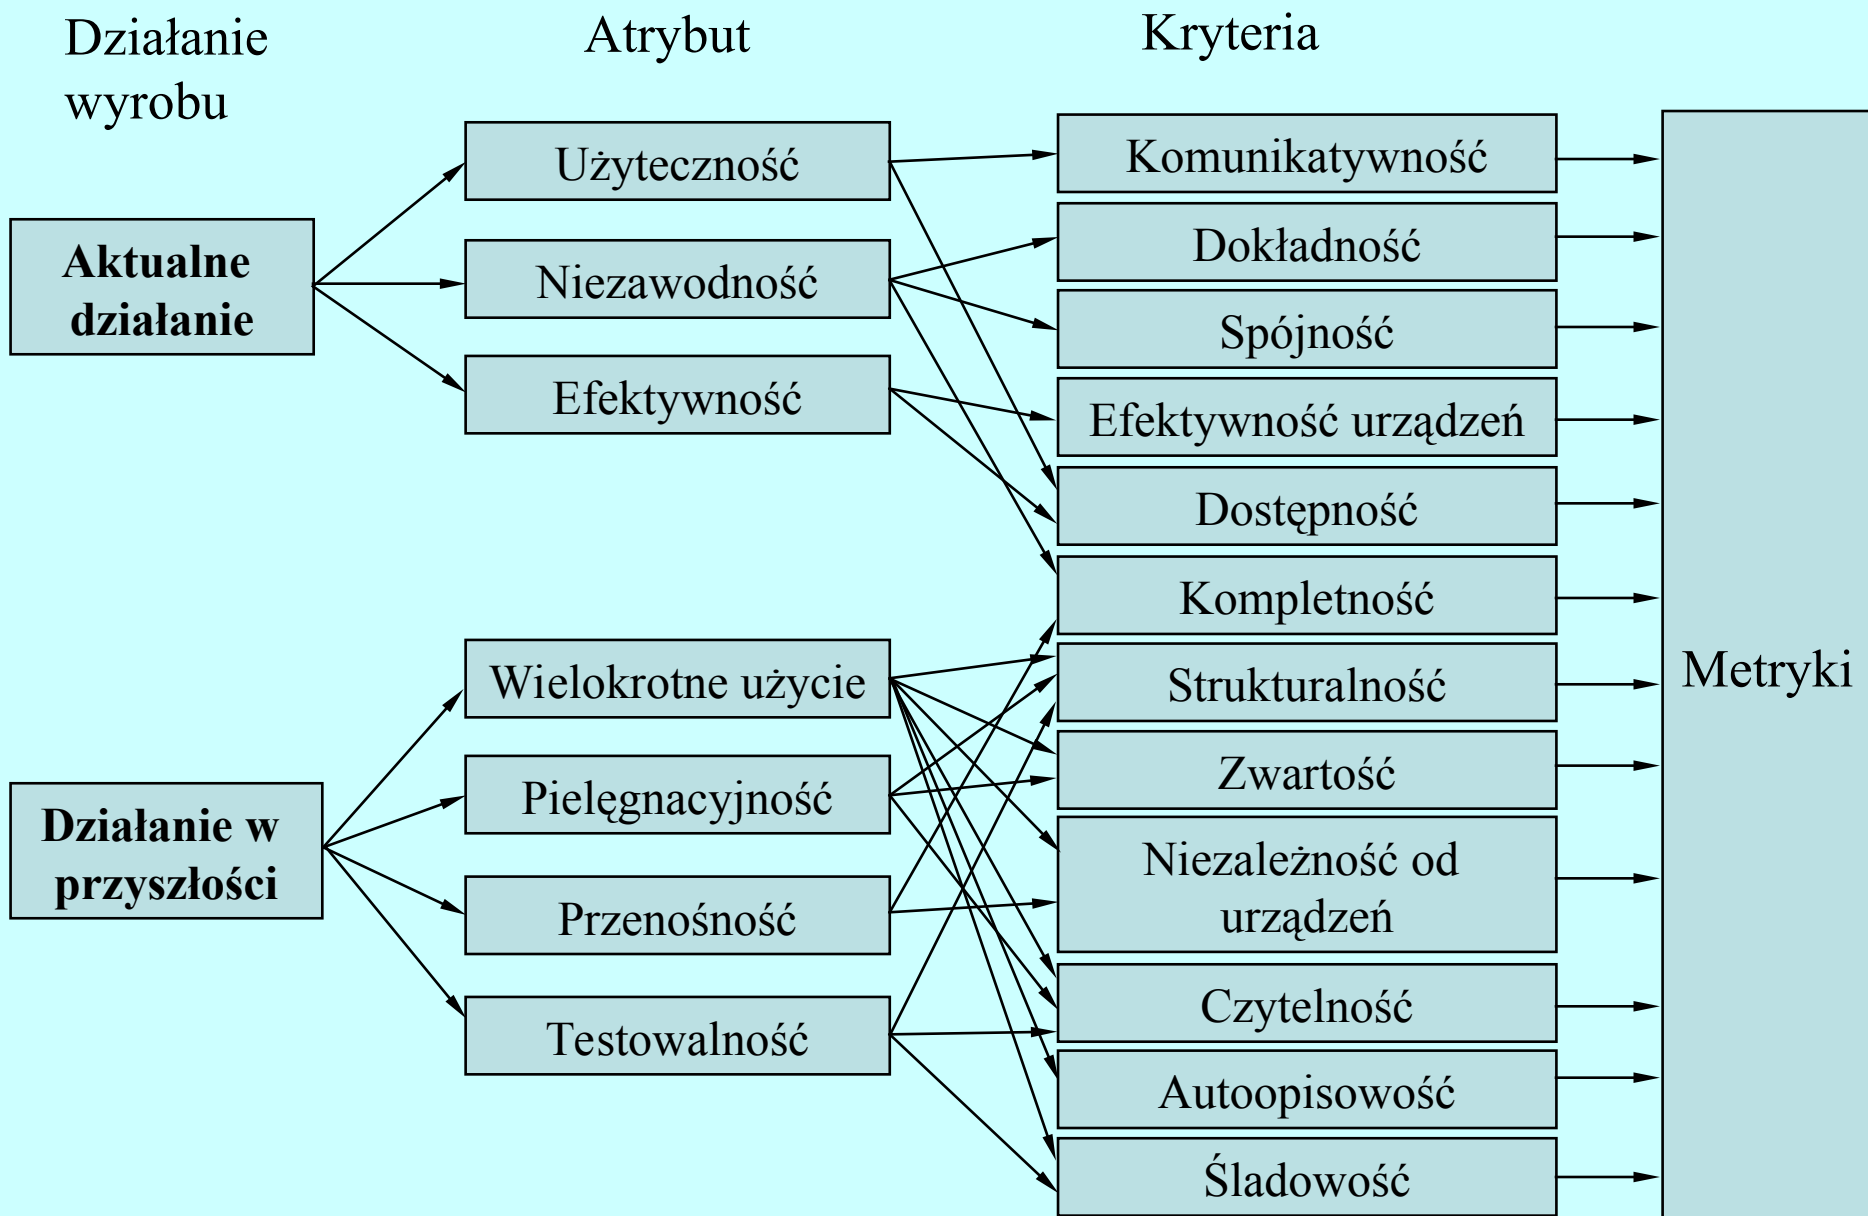 Działanie
wyrobu
Atrybut
Kryteria
Aktualne
działanie
Działanie w
przyszłości
Użyteczność
Niezawodność
Efektywność
Wielokrotne użycie
Pielęgnacyjność
Przenośność
Testowalność
Komunikatywność
Dokładność
Spójność
Efektywność urządzeń
Dostępność
Kompletność
Strukturalność
Zwartość
Niezależność od
urządzeń
Czytelność
Autoopisowość
Śladowość
Metryki